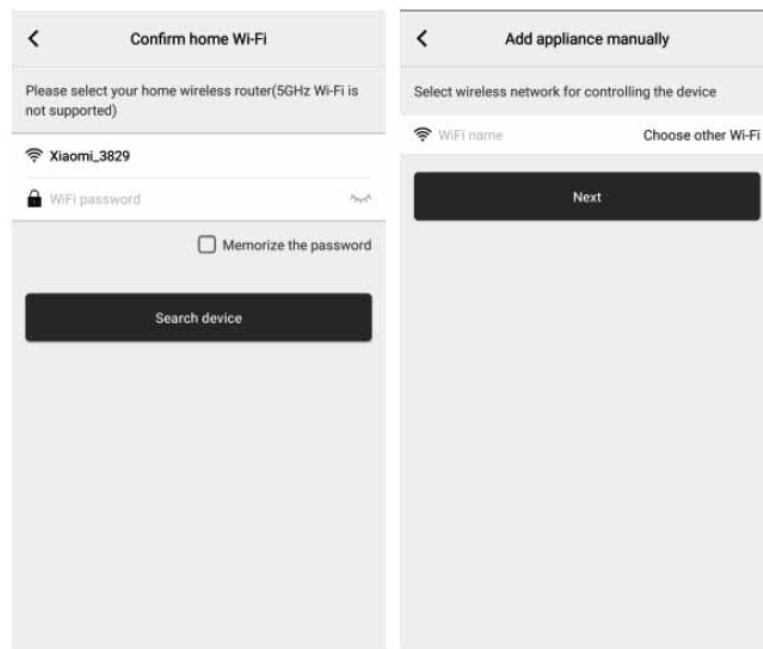 Confirm home Wi-Fi
Please select your home wireless router(5GHz Wi-Fi is
not supported)
Xiaomi_3829
WiFi password
Memorize the password
Search device
Add appliance manually
Select wireless network for controlling the device
WiFi name
Choose other Wi-Fi
Next